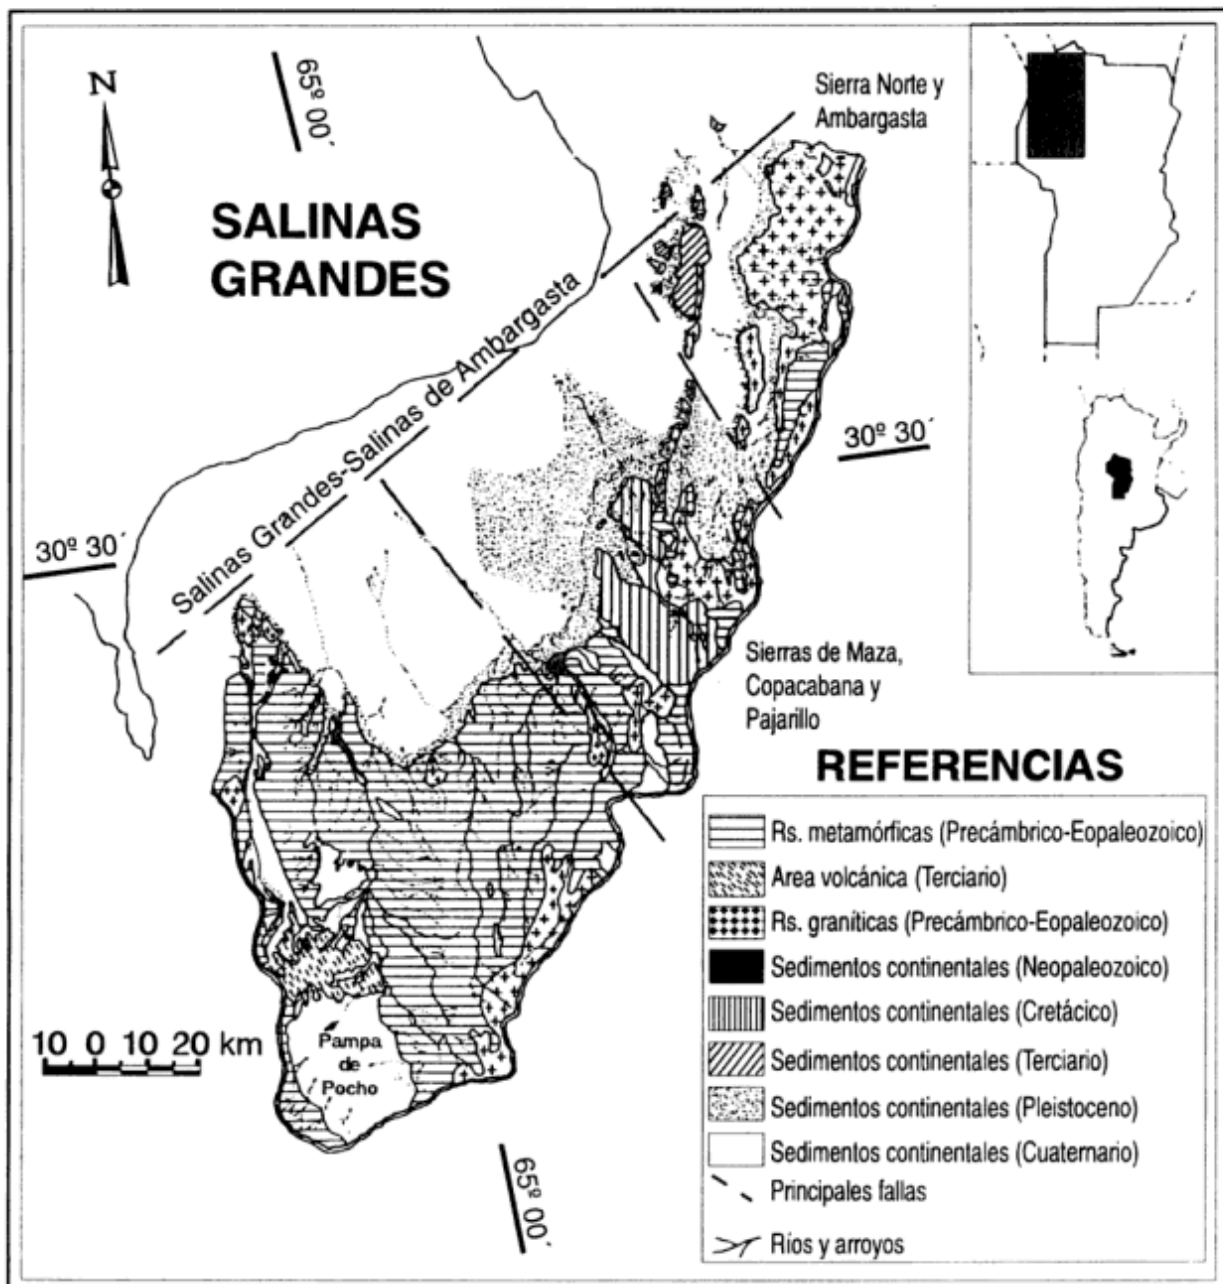 N
65º 00´
Sierra Norte y
Ambargasta
SALINAS
GRANDES
Salinas Grandes-Salinas de Ambargasta
30º 30´
30º 30´
Sierras de Maza,
Copacabana y
Pajarillo
REFERENCIAS
Rs. metamórficas (Precámbrico-Eopaleozoico)
Area volcánica (Terciario)
Rs. graníticas (Precámbrico-Eopaleozoico)
Sedimentos continentales (Neopaleozoico)
Sedimentos continentales (Cretácico)
Sedimentos continentales (Terciario)
Sedimentos continentales (Pleistoceno)
Sedimentos continentales (Cuaternario)
Principales fallas
Ríos y arroyos
10 0 10 20 km
Pampa
de
Pocho
65º 00´